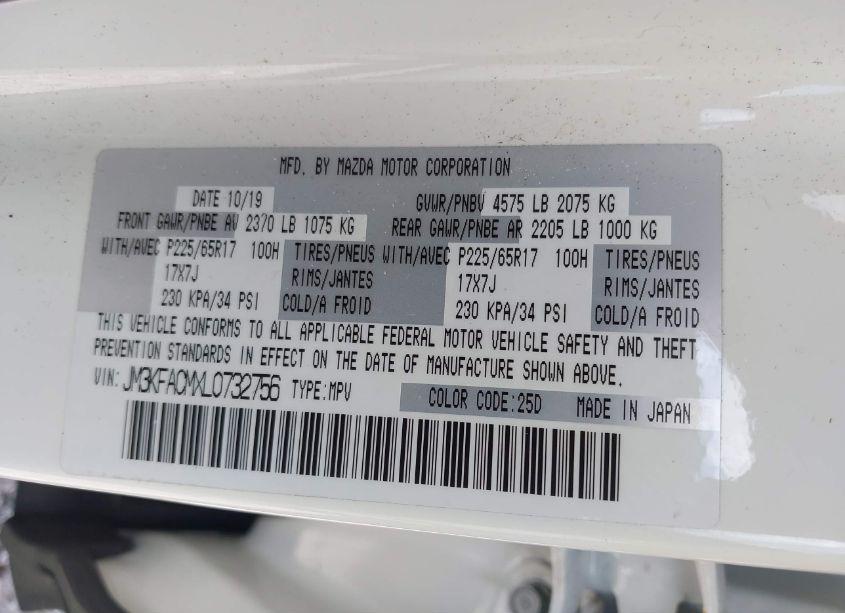 MFD. BY MAZDA MOTOR CORPORATION
DATE 10/19 GVWR/PNBV 4575 LB 2075 KG
FRONT GAWR/PNBE AV 2370 LB 1075 KG REAR GAWR/PNBE AR 2205 LB 1000 KG
WITH/AVEC P225/65R17 100H TIRES/PNEUS WITH/AVEC P225/65R17 100H TIRES/PNEUS
17X7J RIMS/JANTES 17X7J RIMS/JANTES
230 KPA/34 PSI COLD/A FROID 230 KPA/34 PSI COLD/A FROID
THIS VEHICLE CONFORMS TO ALL APPLICABLE FEDERAL MOTOR VEHICLE SAFETY AND THEFT
PREVENTION STANDARDS IN EFFECT ON THE DATE OF MANUFACTURE SHOWN ABOVE.
VIN: JM3KFACMXL0732756 TYPE:MPV COLOR CODE:25D MADE IN JAPAN